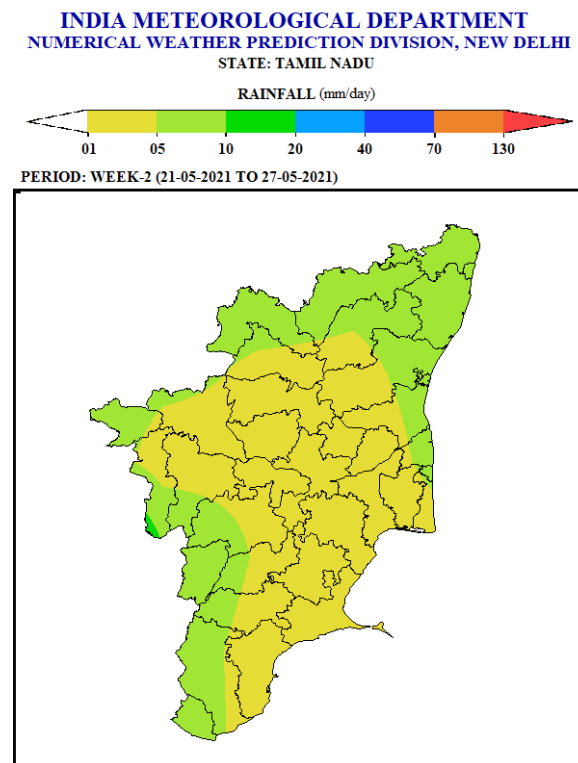 INDIA METEOROLOGICAL DEPARTMENT
NUMERICAL WEATHER PREDICTION DIVISION, NEW DELHI
STATE: TAMIL NADU
RAINFALL (mm/day)
01 05 10 20 40 70 130
PERIOD: WEEK-2 (21-05-2021 TO 27-05-2021)